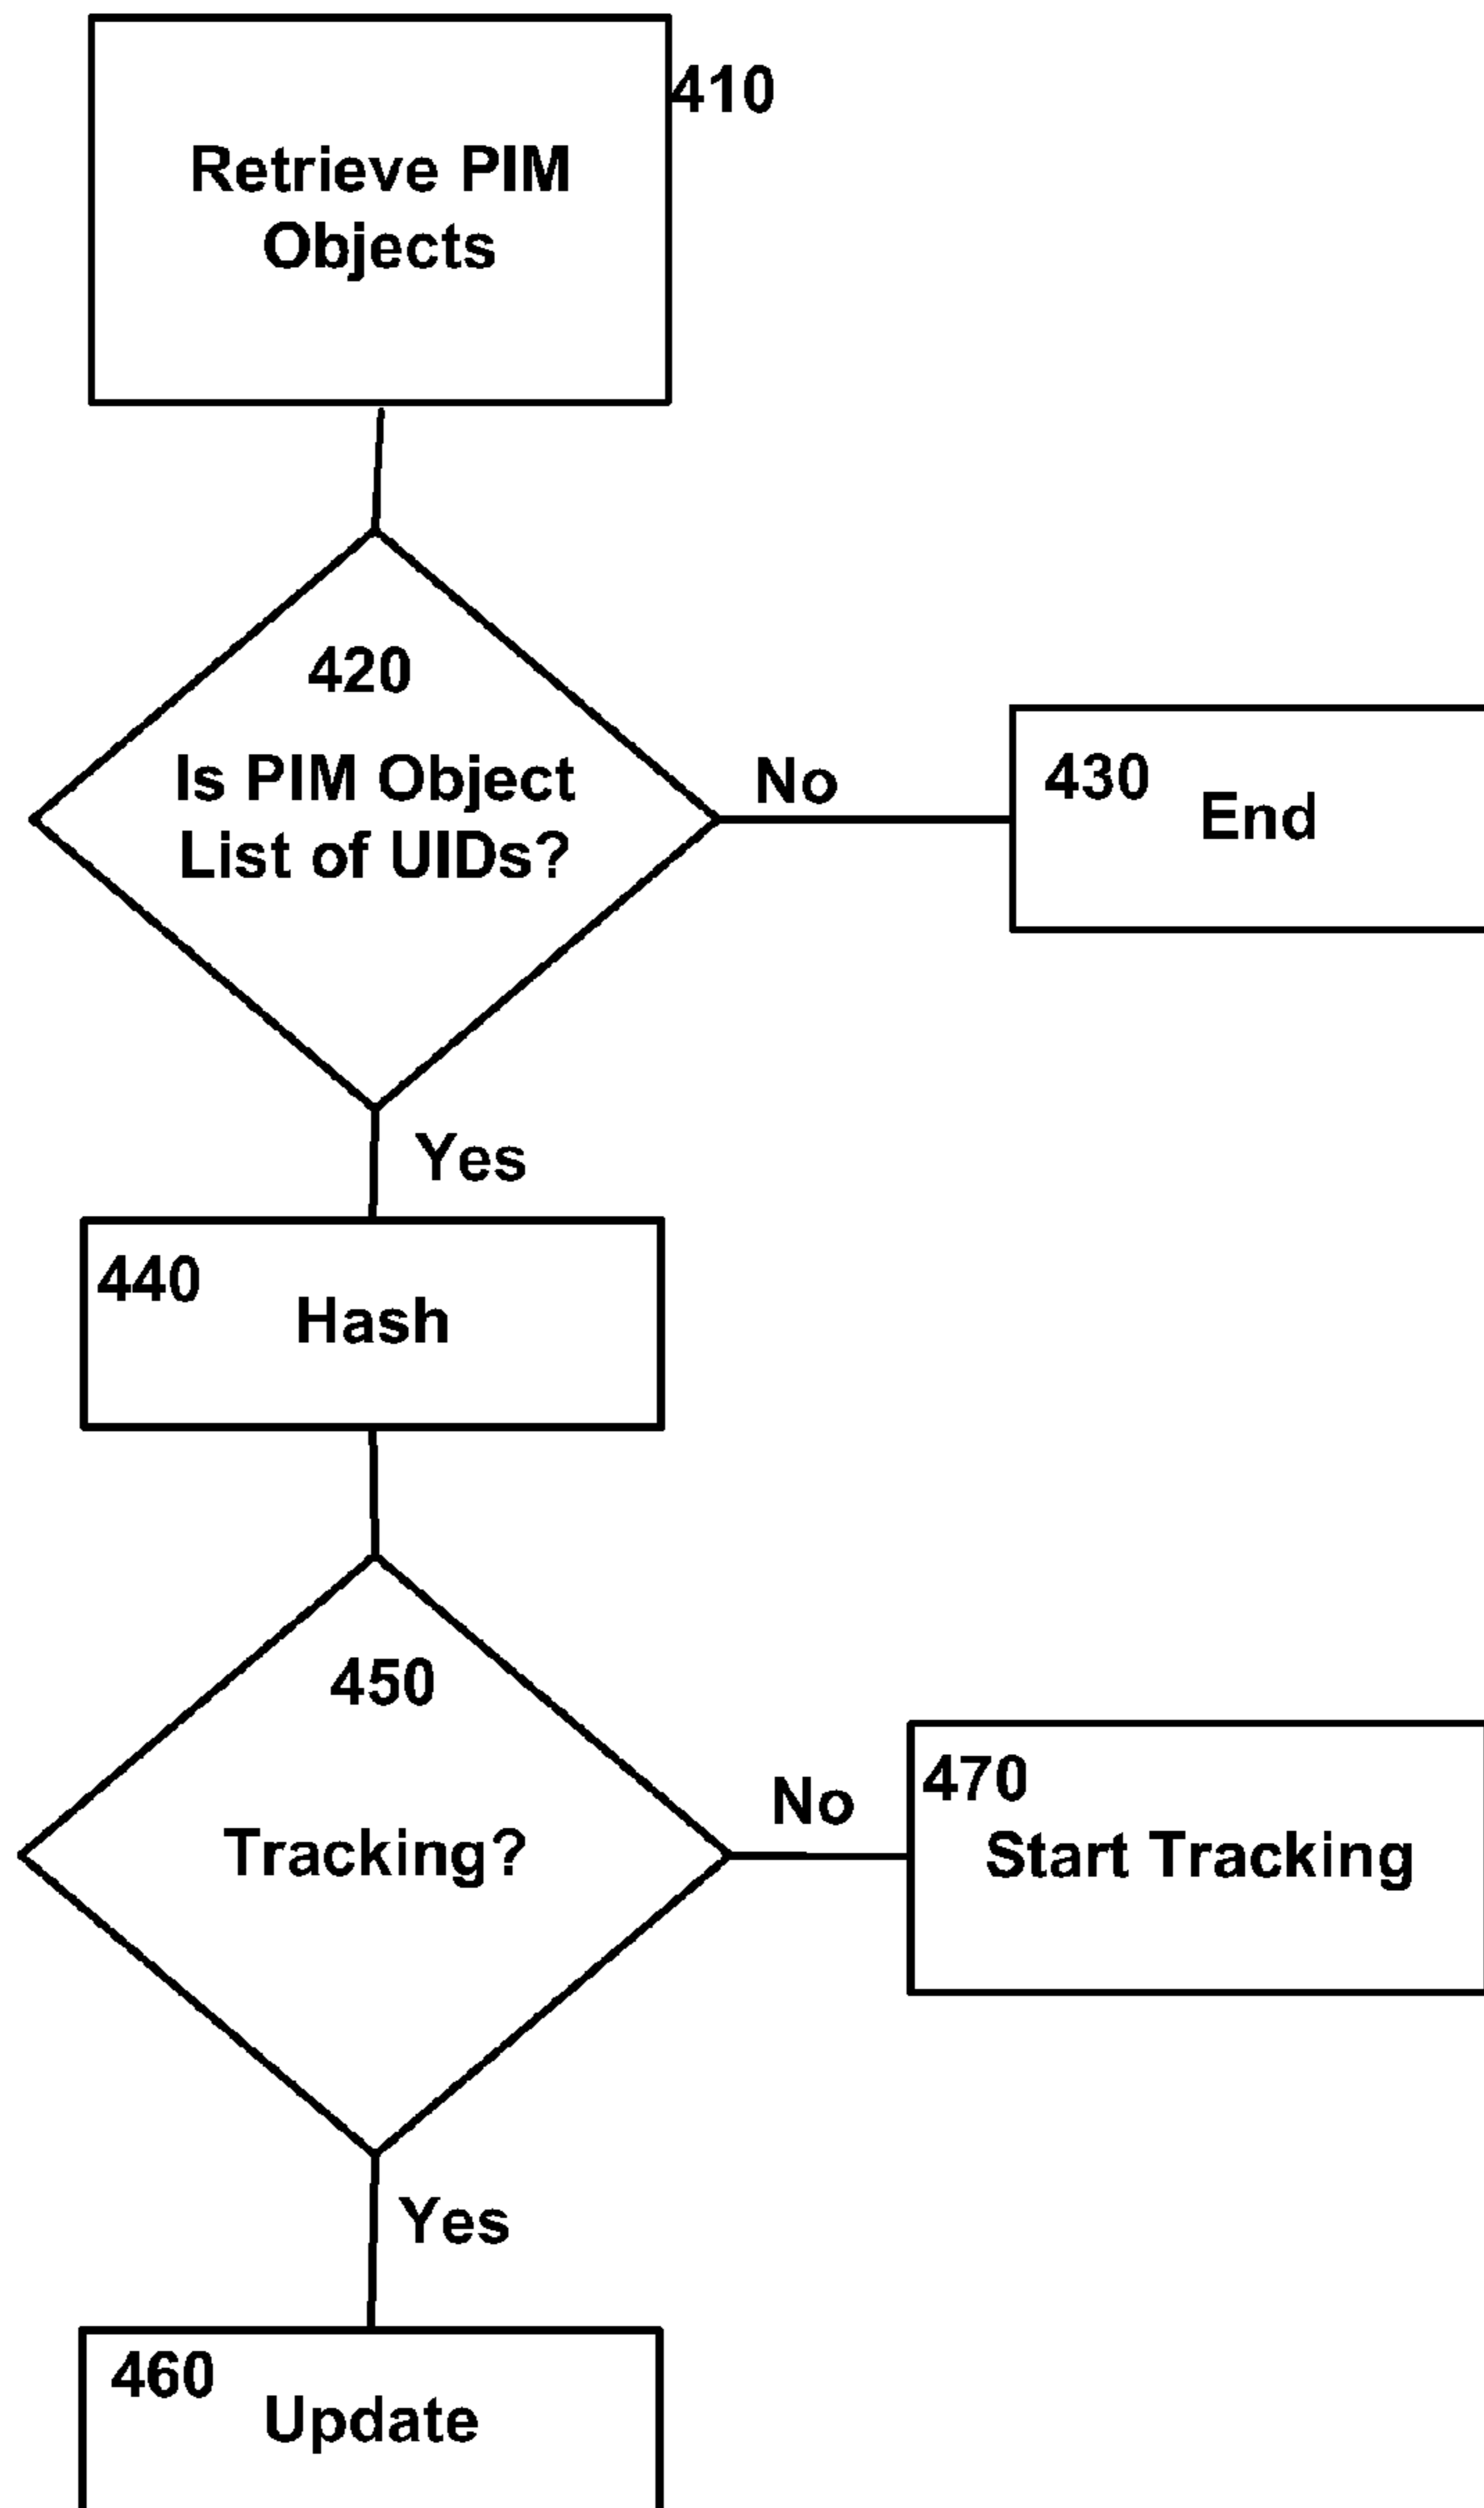 410
Retrieve PIM
Objects
420
Is PIM Object
List of UIDs?
No
430
End
Yes
440
Hash
450
Tracking?
No
470
Start Tracking
Yes
460
Update